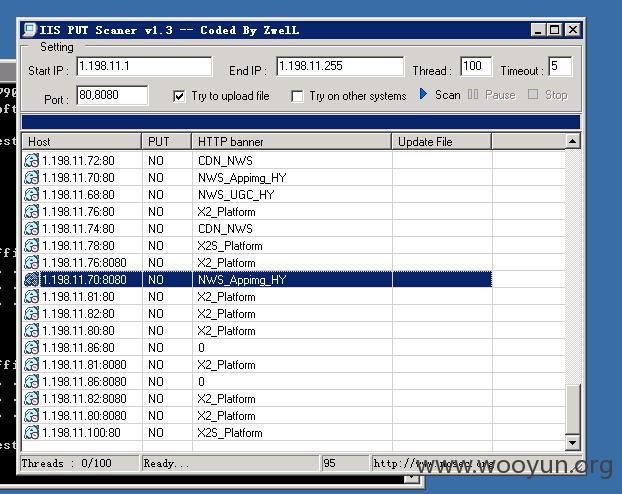 IIS PUT Scaner v1.3 -- Coded By ZwelL
Setting
Start IP : 1.198.11.1 End IP : 1.198.11.255 Thread : 100 Timeout : 5
Port : 80,8080 Try to upload file Try on other systems Scan Pause Stop
Host PUT HTTP banner Update File
1.198.11.72:80 NO CDN_NWS
1.198.11.70:80 NO NWS_Appimg_HY
1.198.11.68:80 NO NWS_UGC_HY
1.198.11.76:80 NO X2_Platform
1.198.11.74:80 NO CDN_NWS
1.198.11.78:80 NO X2S_Platform
1.198.11.76:8080 NO X2_Platform
1.198.11.70:8080 NO NWS_Appimg_HY
1.198.11.81:80 NO X2_Platform
1.198.11.82:80 NO X2_Platform
1.198.11.80:80 NO X2_Platform
1.198.11.86:80 NO 0
1.198.11.81:8080 NO X2_Platform
1.198.11.86:8080 NO 0
1.198.11.82:8080 NO X2_Platform
1.198.11.80:8080 NO X2_Platform
1.198.11.100:80 NO X2S_Platform
Threads : 0/100 Ready... 95
www.wooyun.org